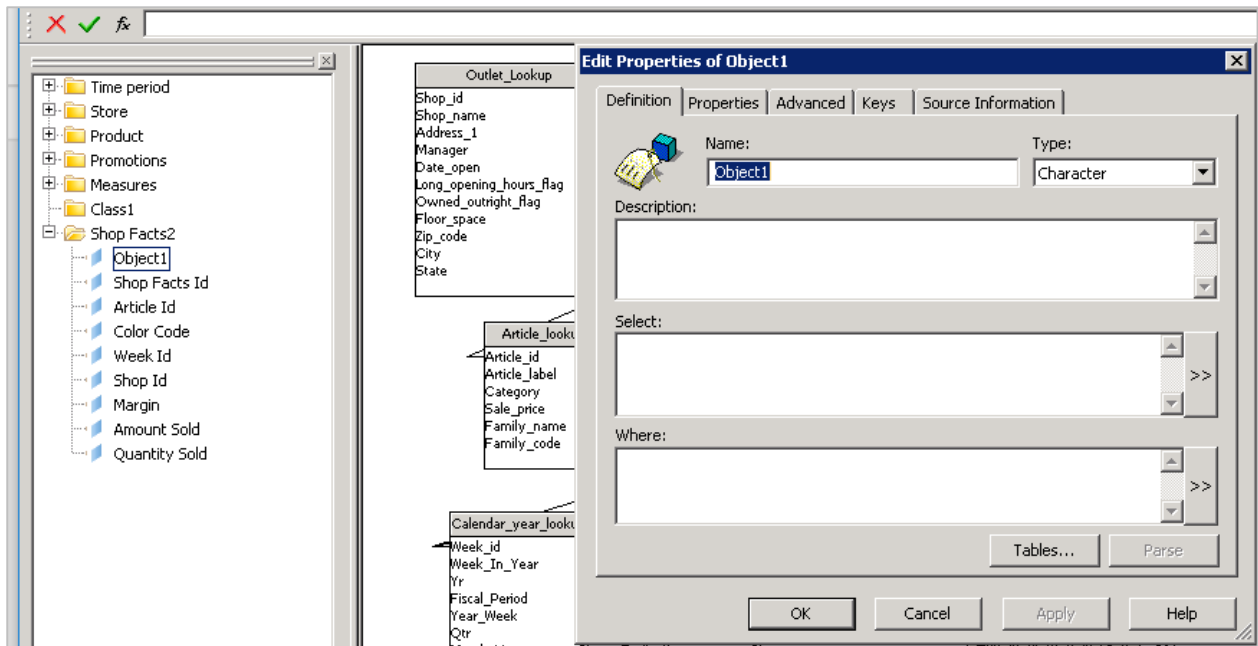 fx
Time period
Store
Product
Promotions
Measures
Class1
Shop Facts2
Object1
Shop Facts Id
Article Id
Color Code
Week Id
Shop Id
Margin
Amount Sold
Quantity Sold
Outlet_Lookup
Shop_id
Shop_name
Address_1
Manager
Date_open
Long_opening_hours_flag
Owned_outright_flag
Floor_space
Zip_code
City
State
Article_looku
Article_id
Article_label
Category
Sale_price
Family_name
Family_code
Calendar_year_looku
Week_id
Week_In_Year
Yr
Fiscal_Period
Year_Week
Qtr
Edit Properties of Object1
Definition Properties Advanced Keys Source Information
Name: Type:
Object1 Character
Description:
Select:
>>
Where:
>>
Tables... Parse
OK Cancel Apply Help